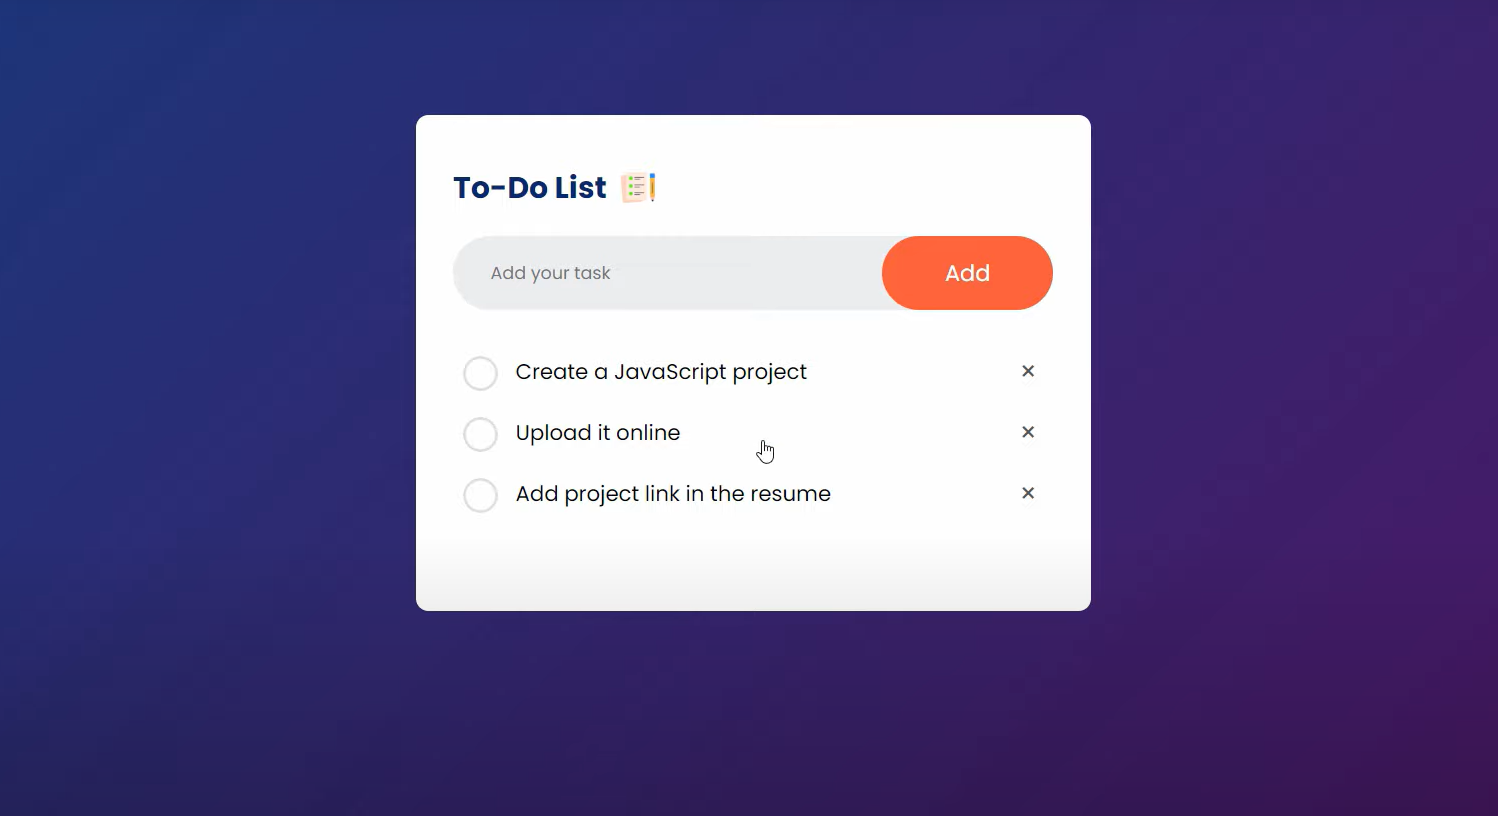 To-Do List
Add your task
Add
Create a JavaScript project
×
Upload it online
×
Add project link in the resume
×